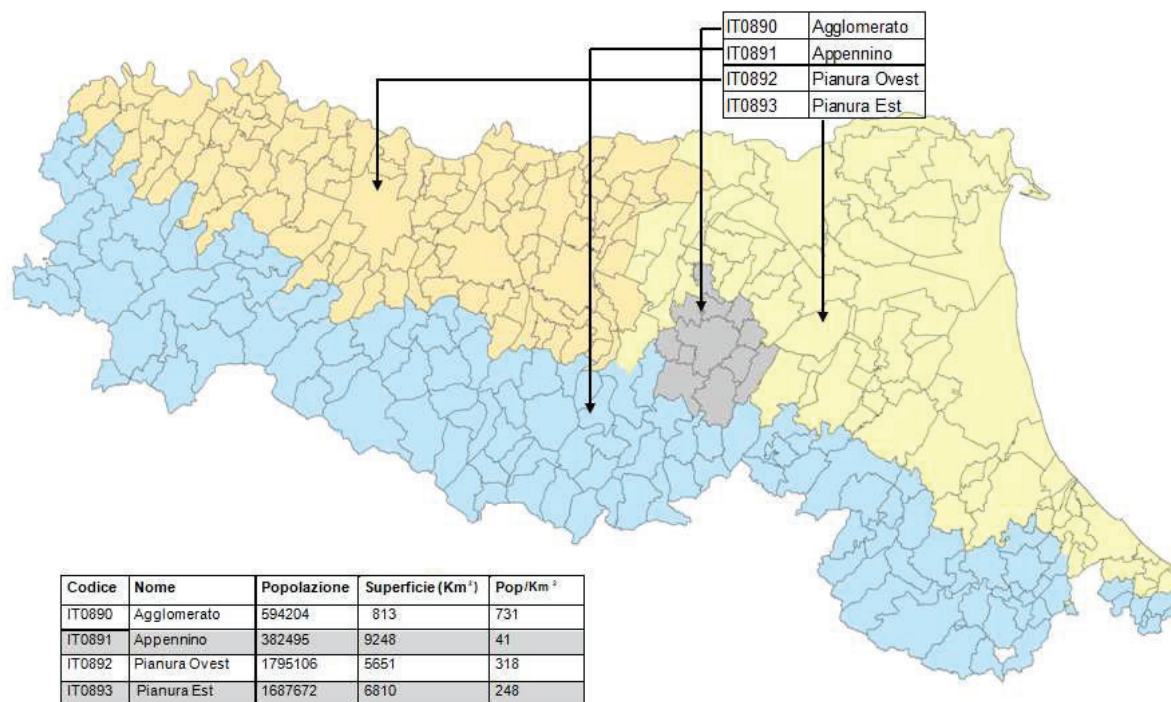 IT0890 Agglomerato
IT0891 Appennino
IT0892 Pianura Ovest
IT0893 Pianura Est
Codice Nome Popolazione Superficie (Km²) Pop/Km²
IT0890 Agglomerato 594204 813 731
IT0891 Appennino 382495 9248 41
IT0892 Pianura Ovest 1795106 5651 318
IT0893 Pianura Est 1687672 6810 248